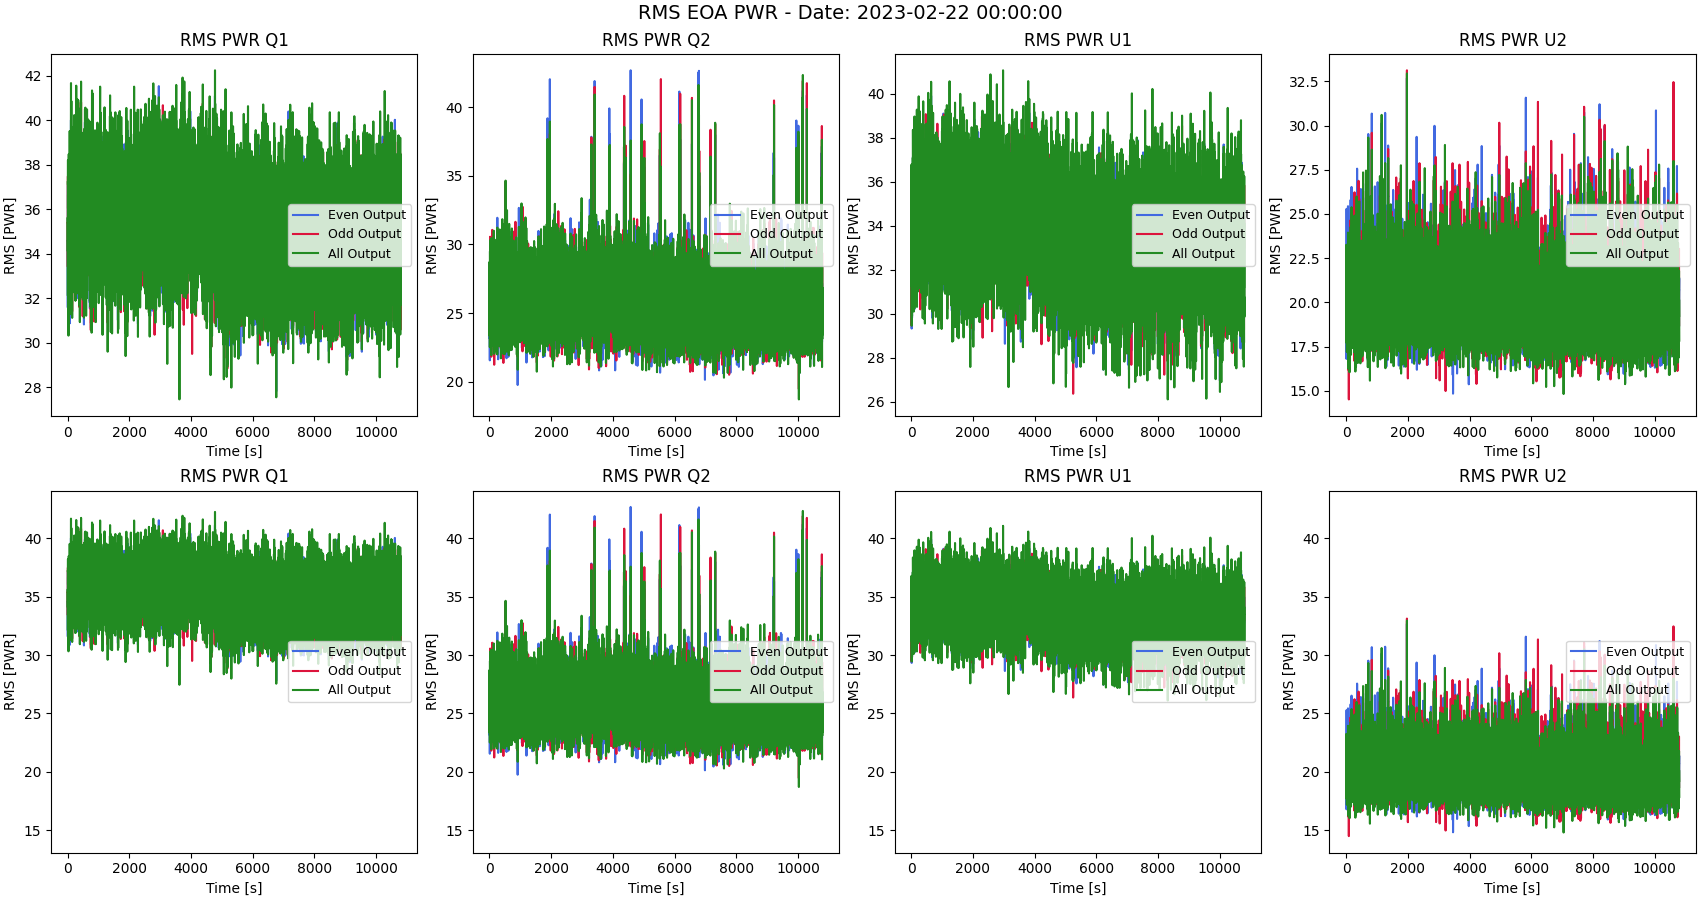 RMS EOA PWR - Date: 2023-02-22 00:00:00
RMS PWR Q1
RMS [PWR]
42
40
38
36
34
32
30
28
0 2000 4000 6000 8000 10000
Time [s]
Even Output
Odd Output
All Output
RMS PWR Q2
RMS [PWR]
40
35
30
25
20
0 2000 4000 6000 8000 10000
Time [s]
Even Output
Odd Output
All Output
RMS PWR U1
RMS [PWR]
40
38
36
34
32
30
28
26
0 2000 4000 6000 8000 10000
Time [s]
Even Output
Odd Output
All Output
RMS PWR U2
RMS [PWR]
32.5
30.0
27.5
25.0
22.5
20.0
17.5
15.0
0 2000 4000 6000 8000 10000
Time [s]
Even Output
Odd Output
All Output
RMS PWR Q1
RMS [PWR]
40
35
30
25
20
15
0 2000 4000 6000 8000 10000
Time [s]
Even Output
Odd Output
All Output
RMS PWR Q2
RMS [PWR]
40
35
30
25
20
15
0 2000 4000 6000 8000 10000
Time [s]
Even Output
Odd Output
All Output
RMS PWR U1
RMS [PWR]
40
35
30
25
20
15
0 2000 4000 6000 8000 10000
Time [s]
Even Output
Odd Output
All Output
RMS PWR U2
RMS [PWR]
40
35
30
25
20
15
0 2000 4000 6000 8000 10000
Time [s]
Even Output
Odd Output
All Output